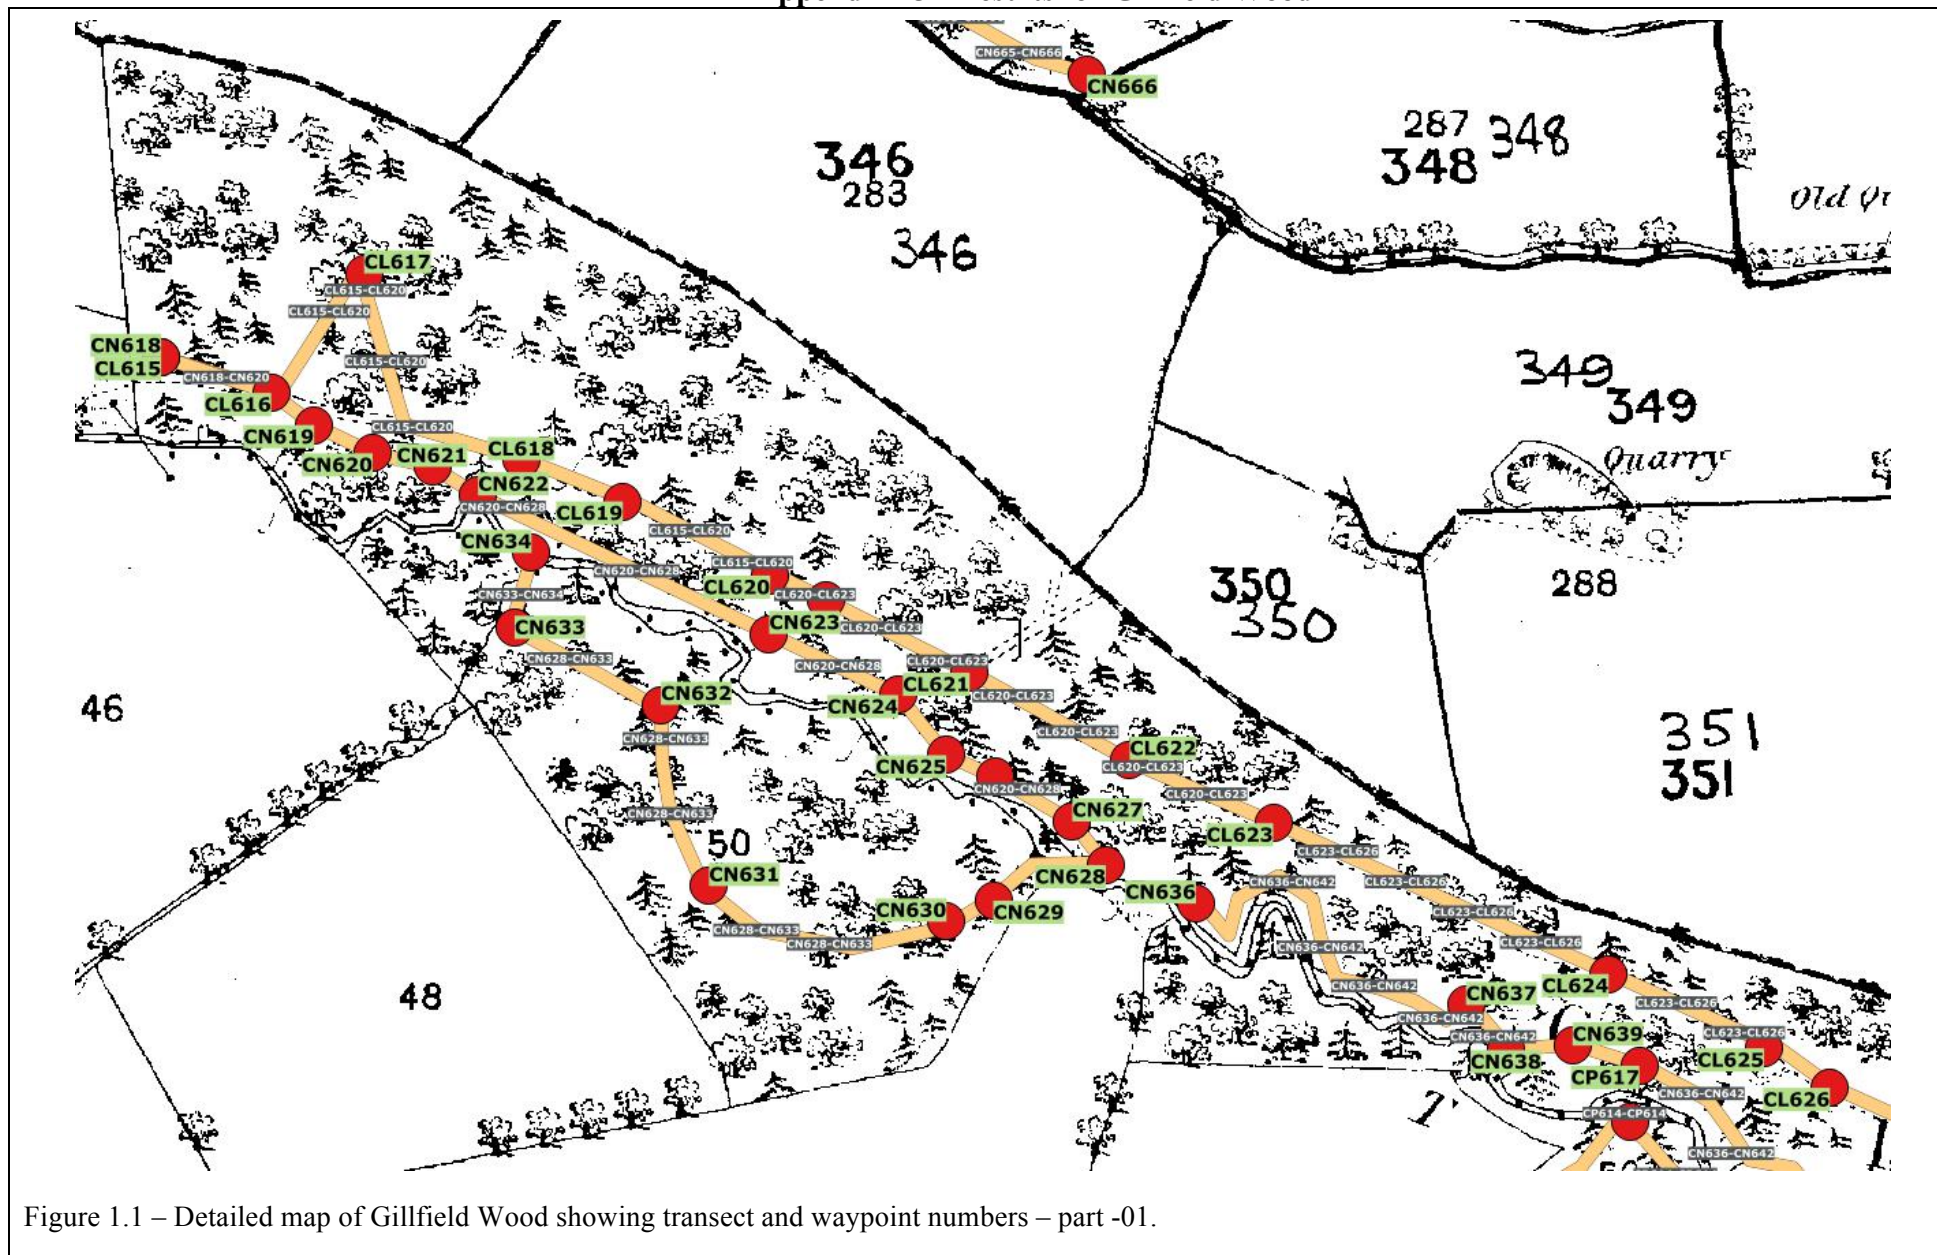 CN665-CN666
CN666
287 348
348
346
283
346
Old
CL617
CL615-CL620
CL615-CL620
CN618
CL615
CL615-CL620
CN618-CN620
CL616
349
349
CL615-CL620
CN619
CN620
CN621
CL618
Quarry
CN622
CN620-CN628
CL619
CL615-CL620
CN634
CL615-CL620
CN620-CN628
CL620
CL620-CL623
350
350
288
CN633-CN634
CN633
CN623
CL620-CL623
CN628-CN633
CN620-CN628
CL620-CL623
CL621
CL620-CL623
46
CN632
CN624
CN628-CN633
CL620-CL623
CL622
351
351
CN625
CL620-CL623
CN620-CN628
CL620-CL623
CN628-CN633
CN627
CL623
50
CL623-CL626
CN631
CN628
CN636
CN636-CN642
CL623-CL626
CN630
CN629
CL623-CL626
CN628-CN633
CN628-CN633
CN636-CN642
CL623-CL626
48
CN636-CN642
CN637
CL624
CL623-CL626
CN636-CN642
CN636-CN642
CN639
CL623-CL626
CN638
CP617
CL625
CN636-CN642
CL626
CP614-CP614
CN636-CN642
Figure 1.1 – Detailed map of Gillfield Wood showing transect and waypoint numbers – part -01.